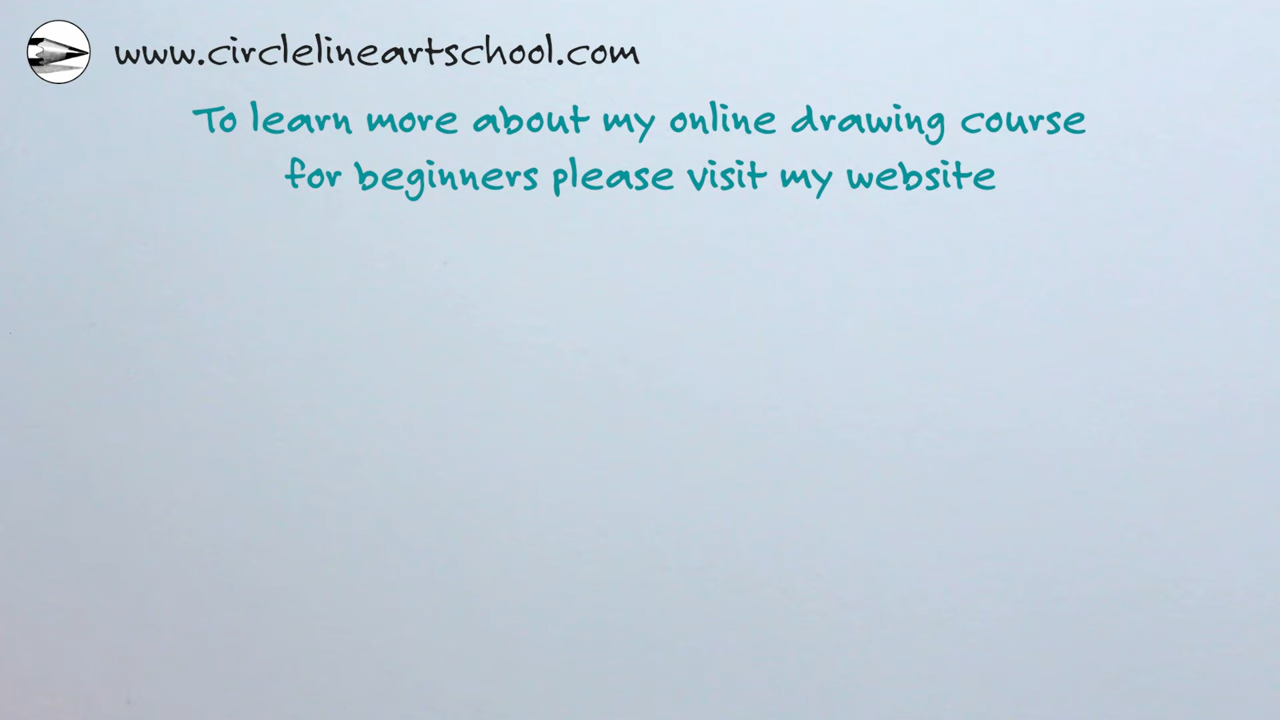 www.circlelineartschool.com
To learn more about my online drawing course
for beginners please visit my website